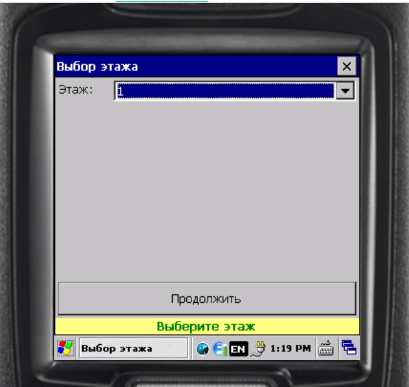 Выбор этажа
Этаж: 1
Продолжить
Выберите этаж
Выбор этажа EN 1:19 PM